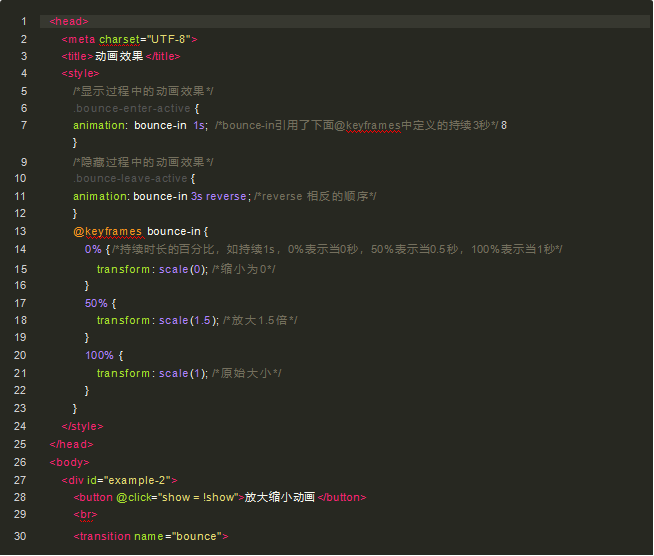 1 <head>
2 <meta charset="UTF-8">
3 <title>动画效果</title>
4 <style>
5 /*显示过程中的动画效果*/
6 .bounce-enter-active {
7 animation: bounce-in 1s; /*bounce-in引用了下面@keyframes中定义的持续3秒*/ 8
}
9 /*隐藏过程中的动画效果*/
10 .bounce-leave-active {
11 animation: bounce-in 3s reverse; /*reverse 相反的顺序*/
12 }
13 @keyframes bounce-in {
14 0% { /*持续时长的百分比，如持续1s，0%表示当0秒，50%表示当0.5秒，100%表示当1秒*/
15 transform: scale(0); /*缩小为0*/
16 }
17 50% {
18 transform: scale(1.5); /*放大1.5倍*/
19 }
20 100% {
21 transform: scale(1); /*原始大小*/
22 }
23 }
24 </style>
25 </head>
26 <body>
27 <div id="example-2">
28 <button @click="show = !show">放大缩小动画</button>
29 <br>
30 <transition name="bounce">